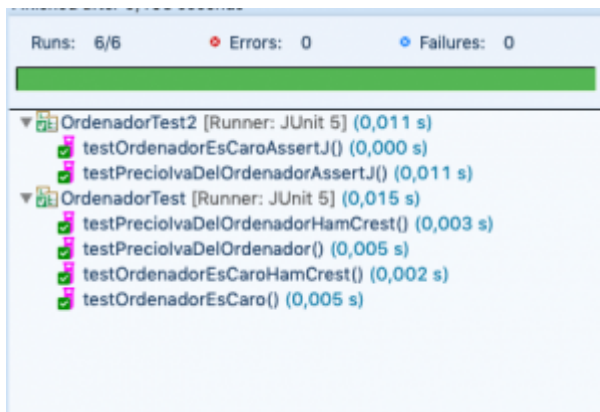 Runs: 6/6 Errors: 0 Failures: 0
OrdenadorTest2 [Runner: JUnit 5] (0,011 s)
testOrdenadorEsCaroAssertJ() (0,000 s)
testPrecioIvaDelOrdenadorAssertJ() (0,011 s)
OrdenadorTest [Runner: JUnit 5] (0,015 s)
testPrecioIvaDelOrdenadorHamCrest() (0,003 s)
testPrecioIvaDelOrdenador() (0,005 s)
testOrdenadorEsCaroHamCrest() (0,002 s)
testOrdenadorEsCaro() (0,005 s)